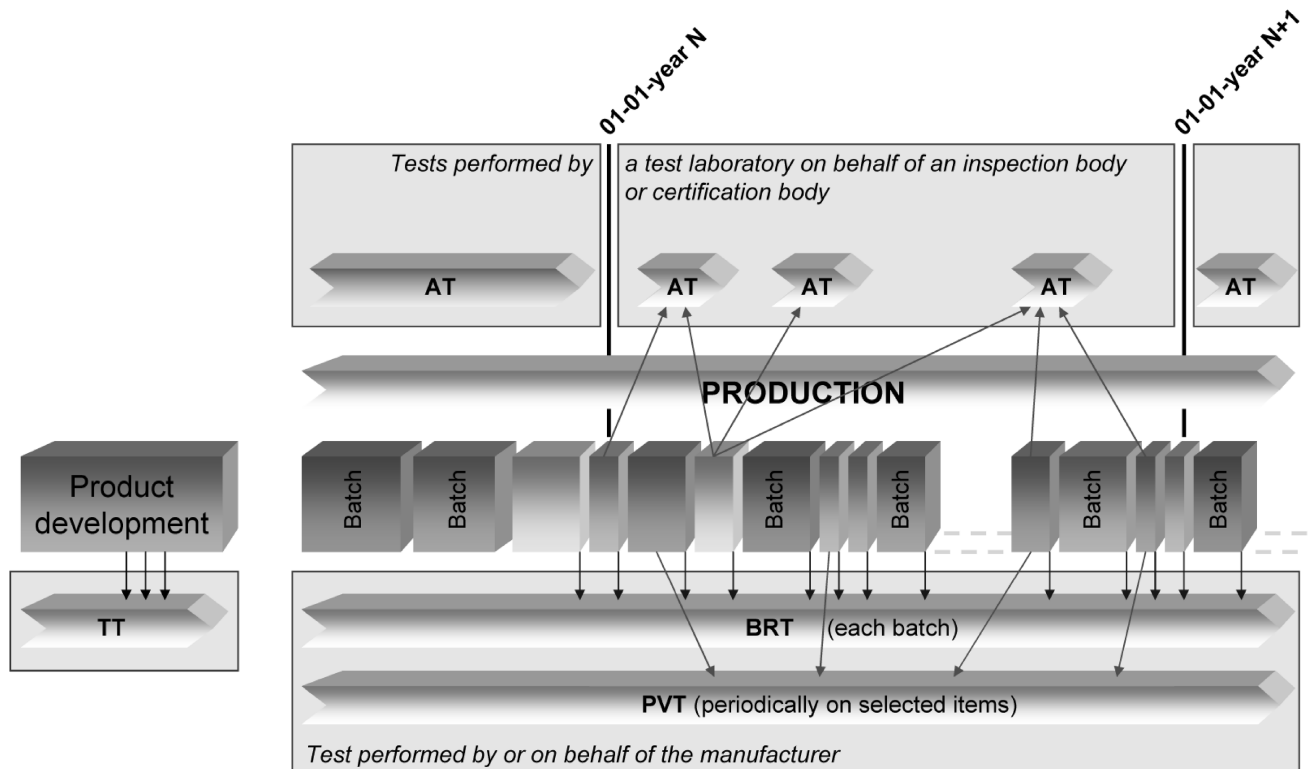 01-01-year N
01-01-year N+1
Tests performed by
a test laboratory on behalf of an inspection body
or certification body
AT
AT
AT
AT
AT
PRODUCTION
Product
development
Batch
Batch
Batch
Batch
Batch
Batch
TT
BRT (each batch)
PVT (periodically on selected items)
Test performed by or on behalf of the manufacturer